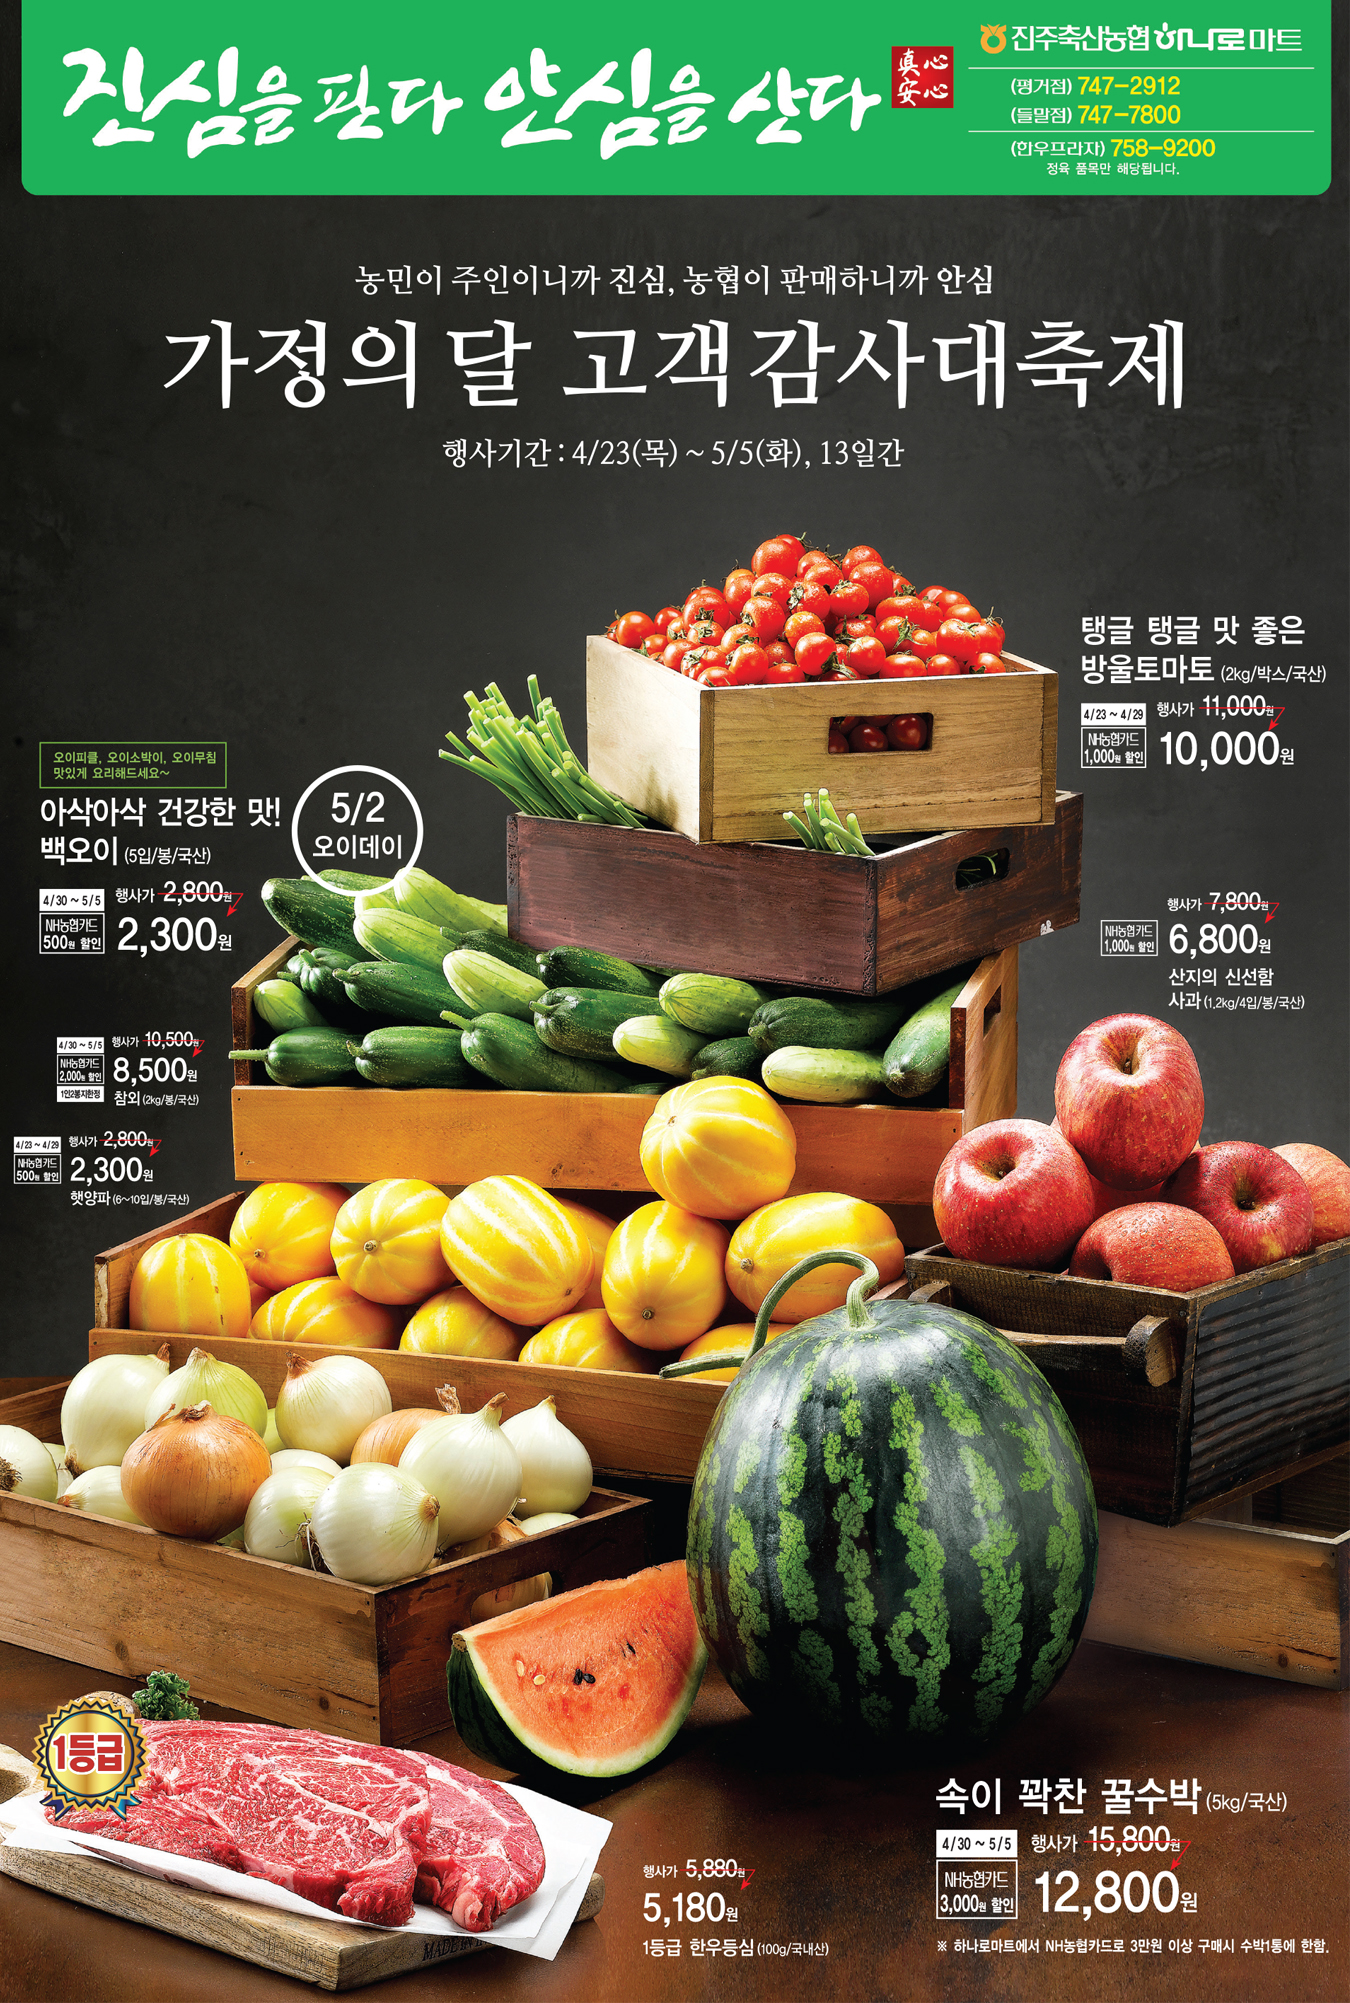 진심을 판다 안심을 산다
真心
安心
진주축산농협 하나로마트
(평거점) 747-2912
(들말점) 747-7800
(한우프라자) 758-9200
정육 품목만 해당됩니다.
농민이 주인이니까 진심, 농협이 판매하니까 안심
가정의 달 고객감사대축제
행사기간 : 4/23(목) ~ 5/5(화), 13일간
탱글 탱글 맛 좋은
방울토마토 (2kg/박스/국산)
4/23 ~ 4/29 행사가 11,000원
NH농협카드
1,000원 할인 10,000원
오이피클, 오이소박이, 오이무침
맛있게 요리해드세요~
아삭아삭 건강한 맛!
백오이 (5입/봉/국산)
5/2
오이데이
4/30 ~ 5/5 행사가 2,800원
NH농협카드
500원 할인 2,300원
행사가 7,800원
NH농협카드
1,000원 할인 6,800원
산지의 신선함
사과 (1.2kg/4입/봉/국산)
4/30 ~ 5/5 행사가 10,500원
NH농협카드
2,000원 할인 8,500원
1인2봉지한정 참외 (2kg/봉/국산)
4/23 ~ 4/29 행사가 2,800원
NH농협카드
500원 할인 2,300원
햇양파 (6~10입/봉/국산)
1등급
행사가 5,880원
5,180원
1등급 한우등심 (100g/국내산)
속이 꽉찬 꿀수박 (5kg/국산)
4/30 ~ 5/5 행사가 15,800원
NH농협카드
3,000원 할인 12,800원
※ 하나로마트에서 NH농협카드로 3만원 이상 구매시 수박1통에 한함.